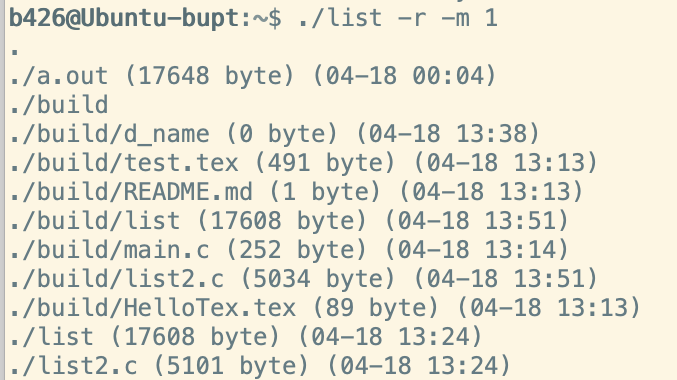 b426@Ubuntu-bupt:~$ ./list -r -m 1
.
./a.out (17648 byte) (04-18 00:04)
./build
./build/d_name (0 byte) (04-18 13:38)
./build/test.tex (491 byte) (04-18 13:13)
./build/README.md (1 byte) (04-18 13:13)
./build/list (17608 byte) (04-18 13:51)
./build/main.c (252 byte) (04-18 13:14)
./build/list2.c (5034 byte) (04-18 13:51)
./build/HelloTex.tex (89 byte) (04-18 13:13)
./list (17608 byte) (04-18 13:24)
./list2.c (5101 byte) (04-18 13:24)